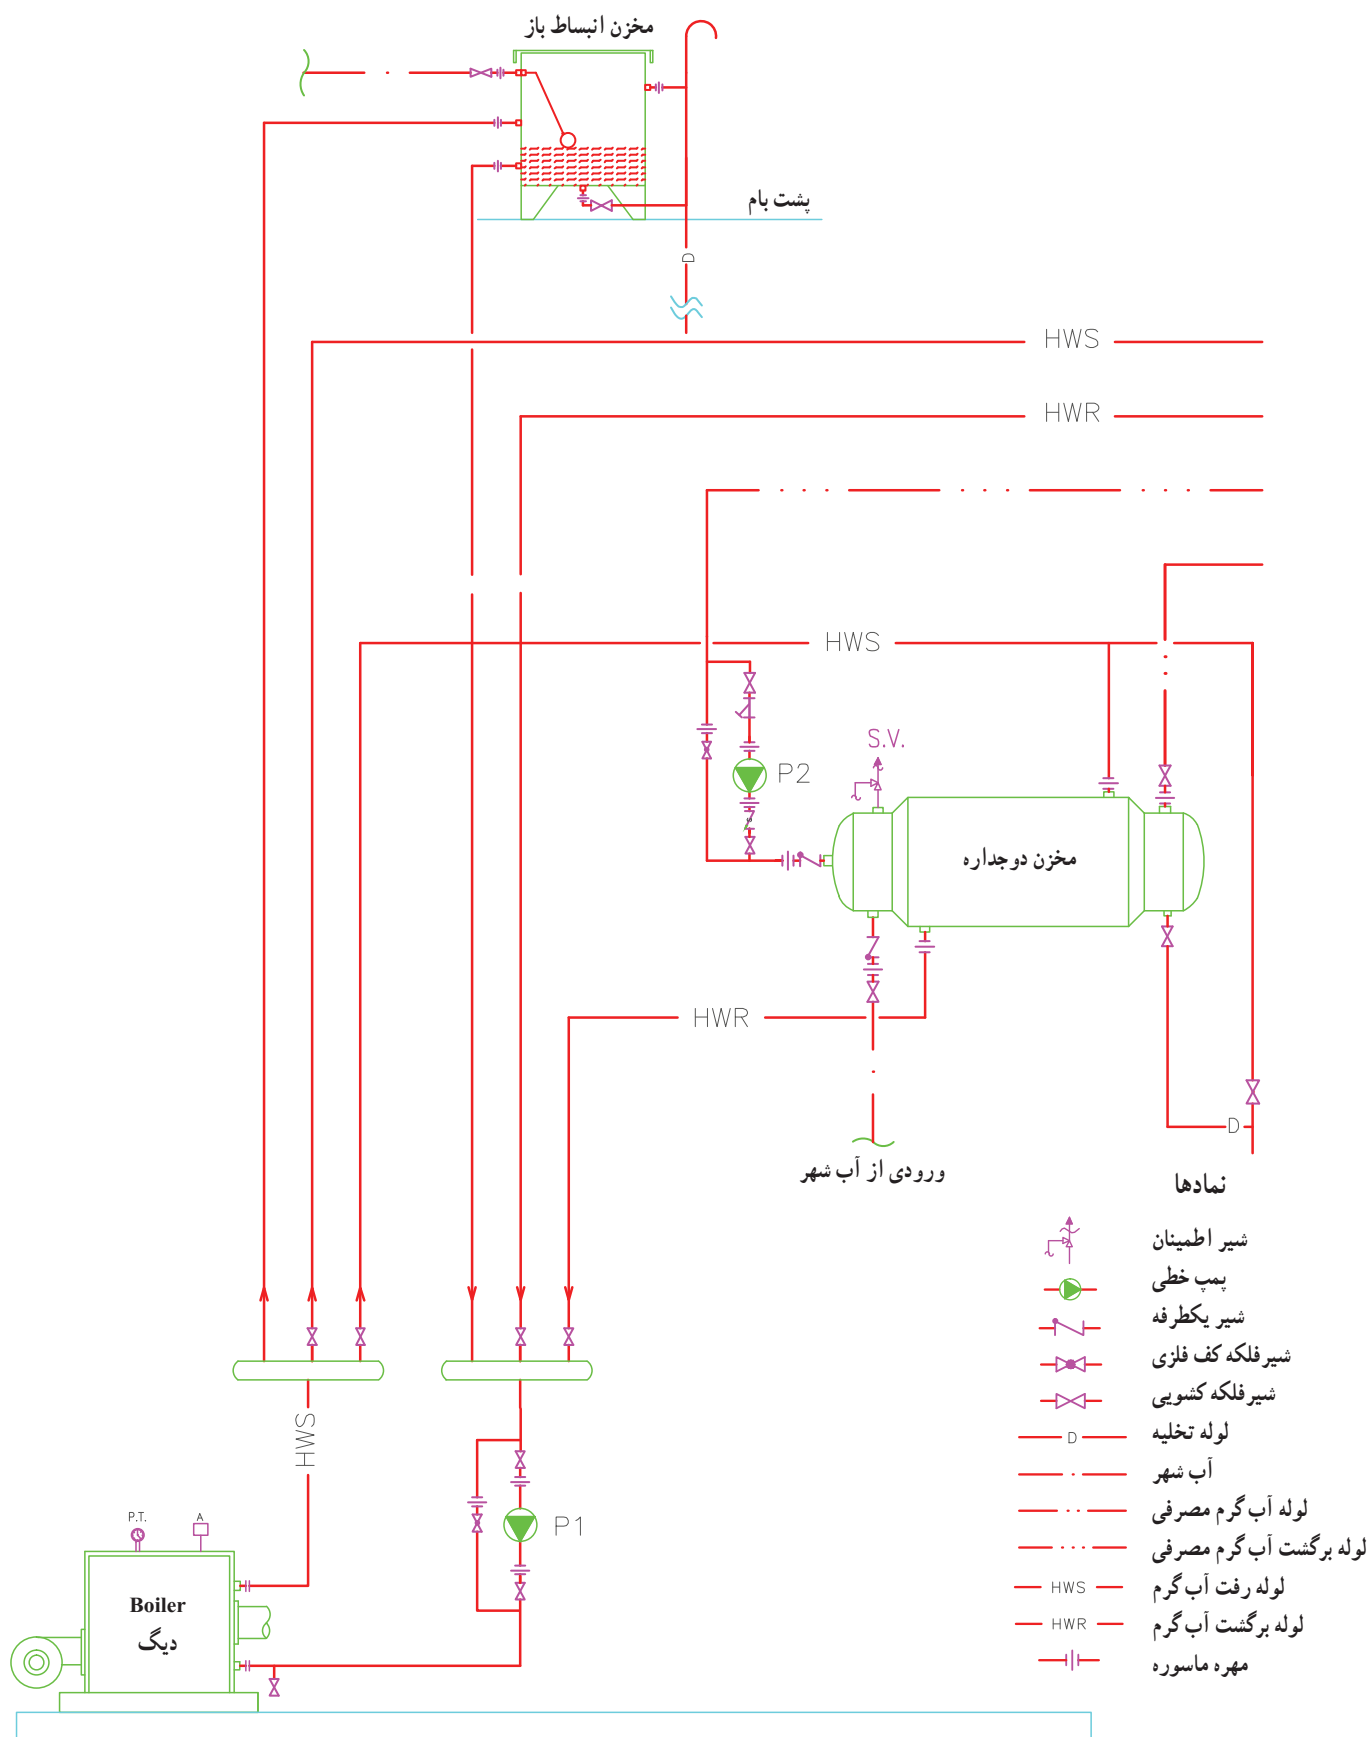 مخزن انبساط باز
پشت بام
D
HWS
HWR
HWS
S.V.
P2
مخزن دوجداره
HWR
D
ورودی از آب شهر
HWS
P1
P.T.
A
Boiler
دیگ
نمادها
شیر اطمینان
پمپ خطی
شیر یکطرفه
شیرفلکه کف فلزی
شیرفلکه کشویی
D لوله تخلیه
آب شهر
لوله آب گرم مصرفی
لوله برگشت آب گرم مصرفی
HWS لوله رفت آب گرم
HWR لوله برگشت آب گرم
مهره ماسوره